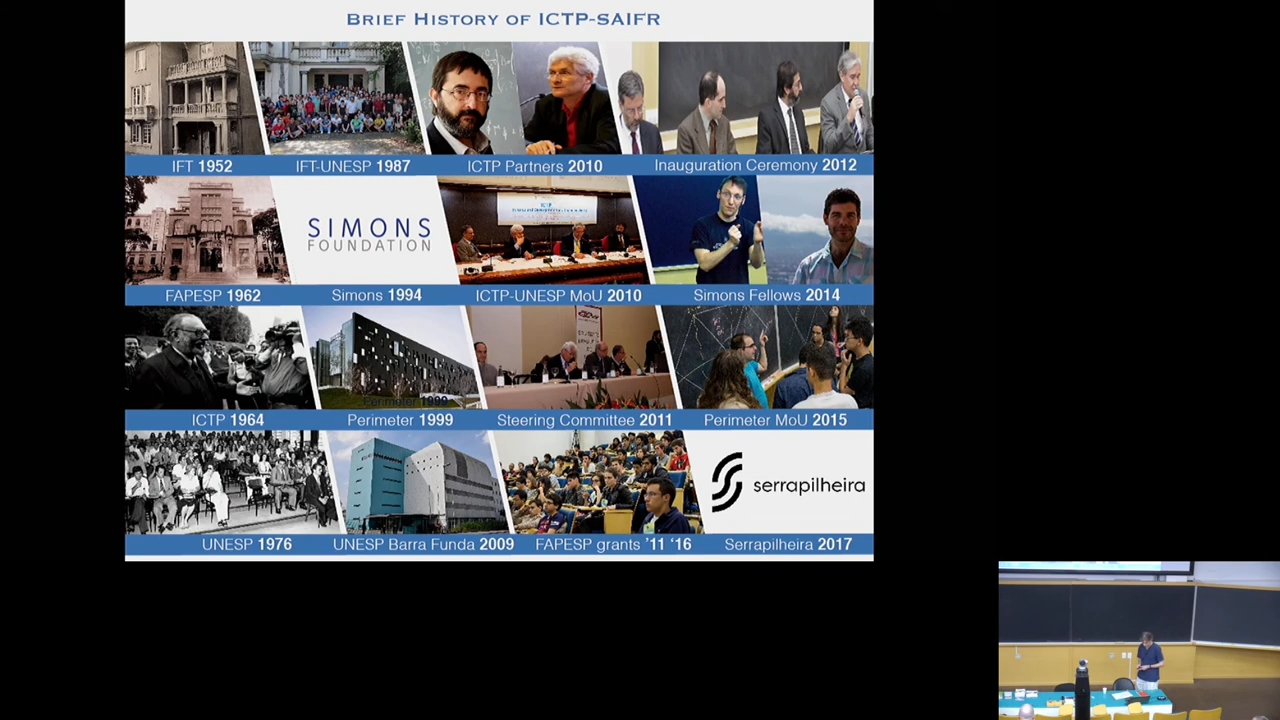 BRIEF HISTORY OF ICTP-SAIFR
IFT 1952
IFT-UNESP 1987
ICTP Partners 2010
Inauguration Ceremony 2012
SIMONS
FOUNDATION
FAPESP 1962
Simons 1994
ICTP-UNESP MoU 2010
Simons Fellows 2014
Perimeter 1999
ICTP 1964
Perimeter 1999
Steering Committee 2011
Perimeter MoU 2015
serrapilheira
UNESP 1976
UNESP Barra Funda 2009
FAPESP grants '11 '16
Serrapilheira 2017